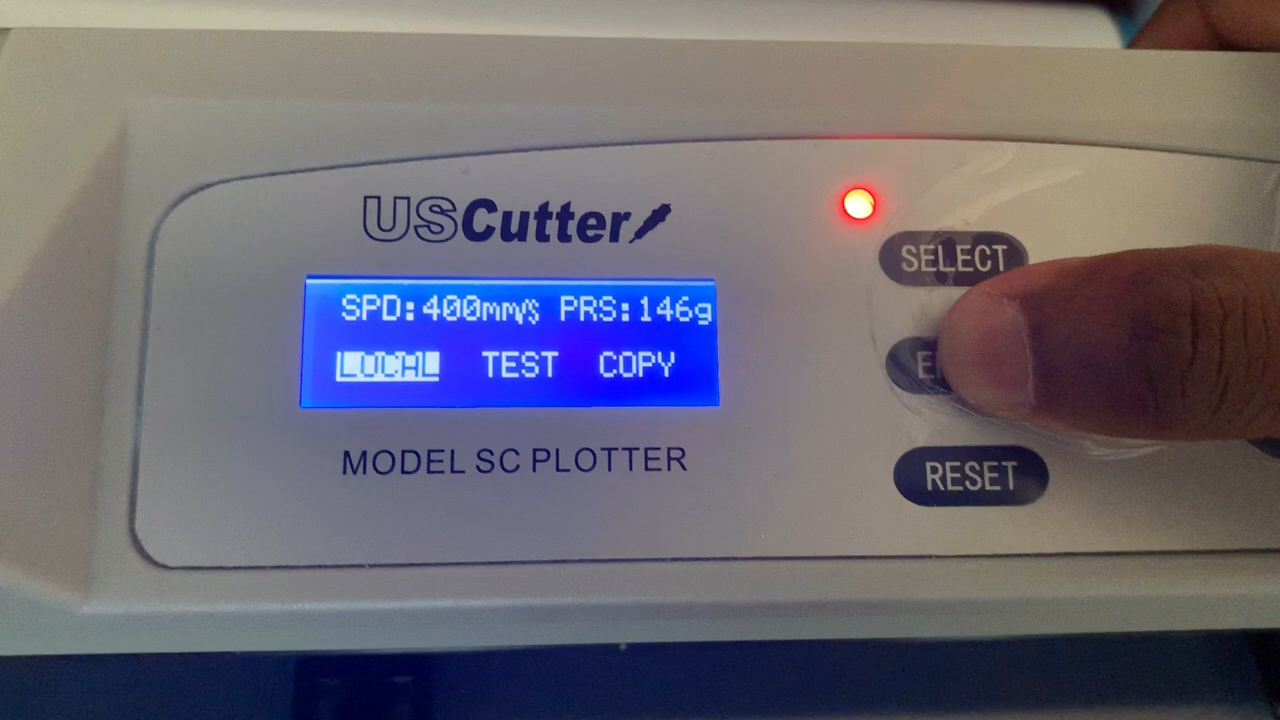 USCutter
SPD:400mm/s PRS:146g
LOCAL TEST COPY
MODEL SC PLOTTER
SELECT
RESET